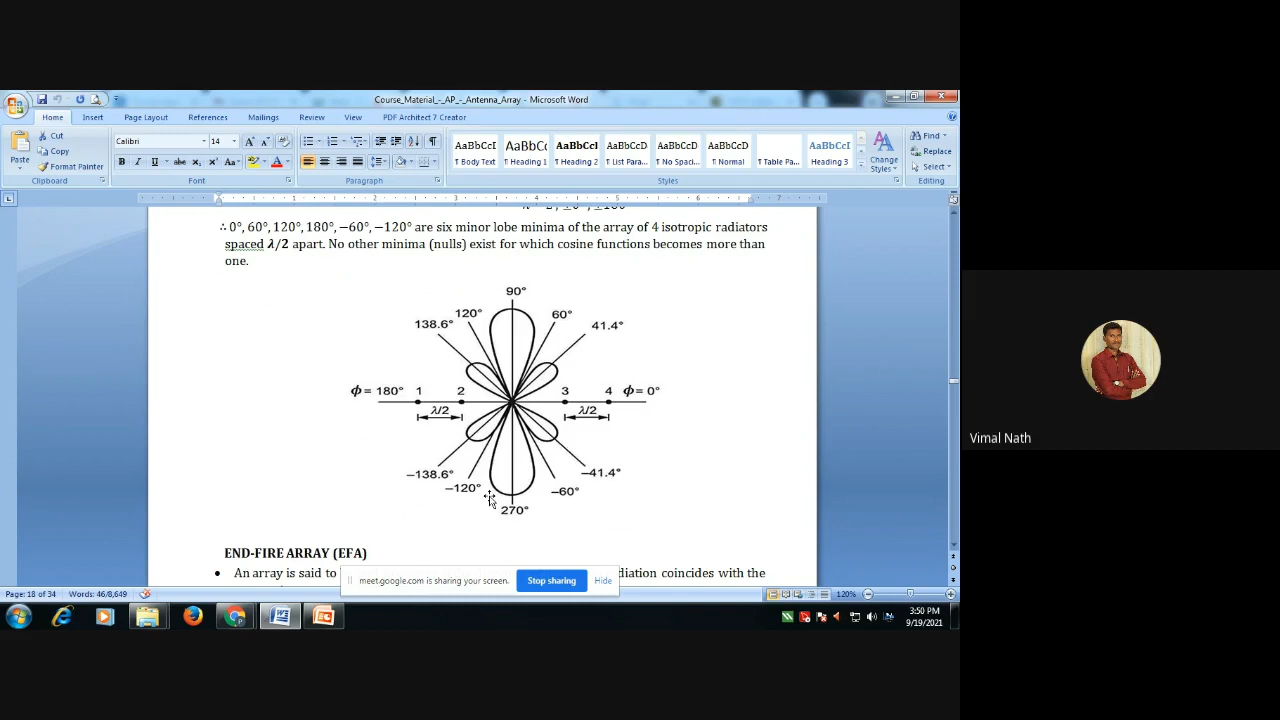 Course_Material_-_AP_-_Antenna_Array - Microsoft Word
Home Insert Page Layout References Mailings Review View PDF Architect 7 Creator
Paste
Cut
Copy
Format Painter
Clipboard
Calibri 14
Font
Paragraph
AaBbCcD AaBbCc AaBbCc AaBbCcD AaBbCcD AaBbCcD AaBbCcI
¶ Body Text ¶ Heading 1 ¶ Heading 2 ¶ List Para... ¶ No Spaci... ¶ Normal ¶ Table Pa... Heading 3
Styles
Change Styles
Find
Replace
Select
Editing
∴ 0°, 60°, 120°, 180°, −60°, −120° are six minor lobe minima of the array of 4 isotropic radiators
spaced λ/2 apart. No other minima (nulls) exist for which cosine functions becomes more than
one.
90°
120° 60°
138.6° 41.4°
ϕ = 180° 1 2 3 4 ϕ = 0°
λ/2 λ/2
−138.6° −41.4°
−120° −60°
270°
END-FIRE ARRAY (EFA)
• An array is said to
diation coincides with the
meet.google.com is sharing your screen. Stop sharing Hide
Page: 18 of 34 Words: 46/8,649 120%
3:50 PM
9/19/2021
Vimal Nath